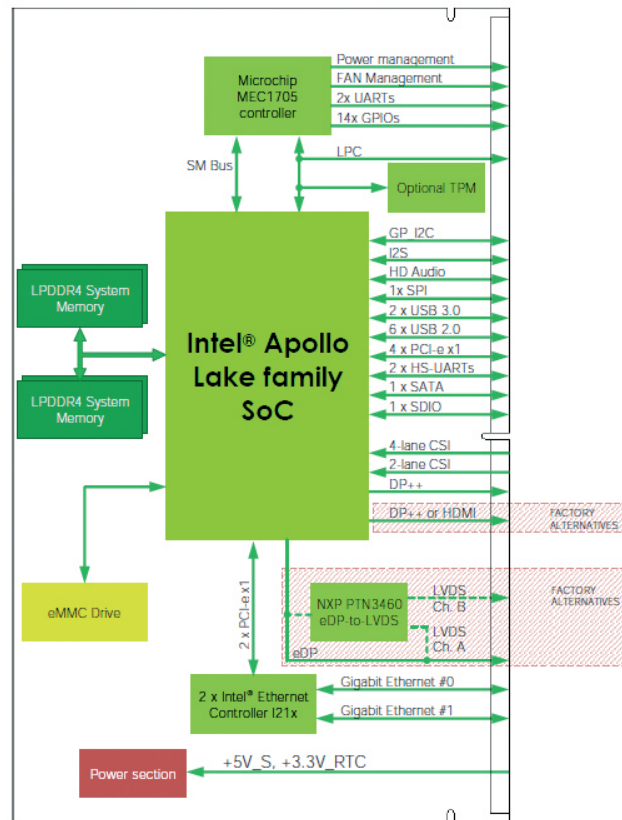 Power management
FAN Management
2x UARTs
14x GPIOs
Microchip
MEC1705
controller
LPC
SM Bus
Optional TPM
GP_I2C
I2S
HD Audio
1x SPI
2 x USB 3.0
6 x USB 2.0
4 x PCI-e x1
2 x HS-UARTs
1 x SATA
1 x SDIO
LPDDR4 System
Memory
LPDDR4 System
Memory
Intel® Apollo
Lake family
SoC
4-lane CSI
2-lane CSI
DP++
DP++ or HDMI
FACTORY
ALTERNATIVES
eMMC Drive
2 x PCI-e x1
NXP PTN3460
eDP-to-LVDS
LVDS
Ch. B
LVDS
Ch. A
FACTORY
ALTERNATIVES
eDP
2 x Intel® Ethernet
Controller I21x
Gigabit Ethernet #0
Gigabit Ethernet #1
Power section
+5V_S, +3.3V_RTC